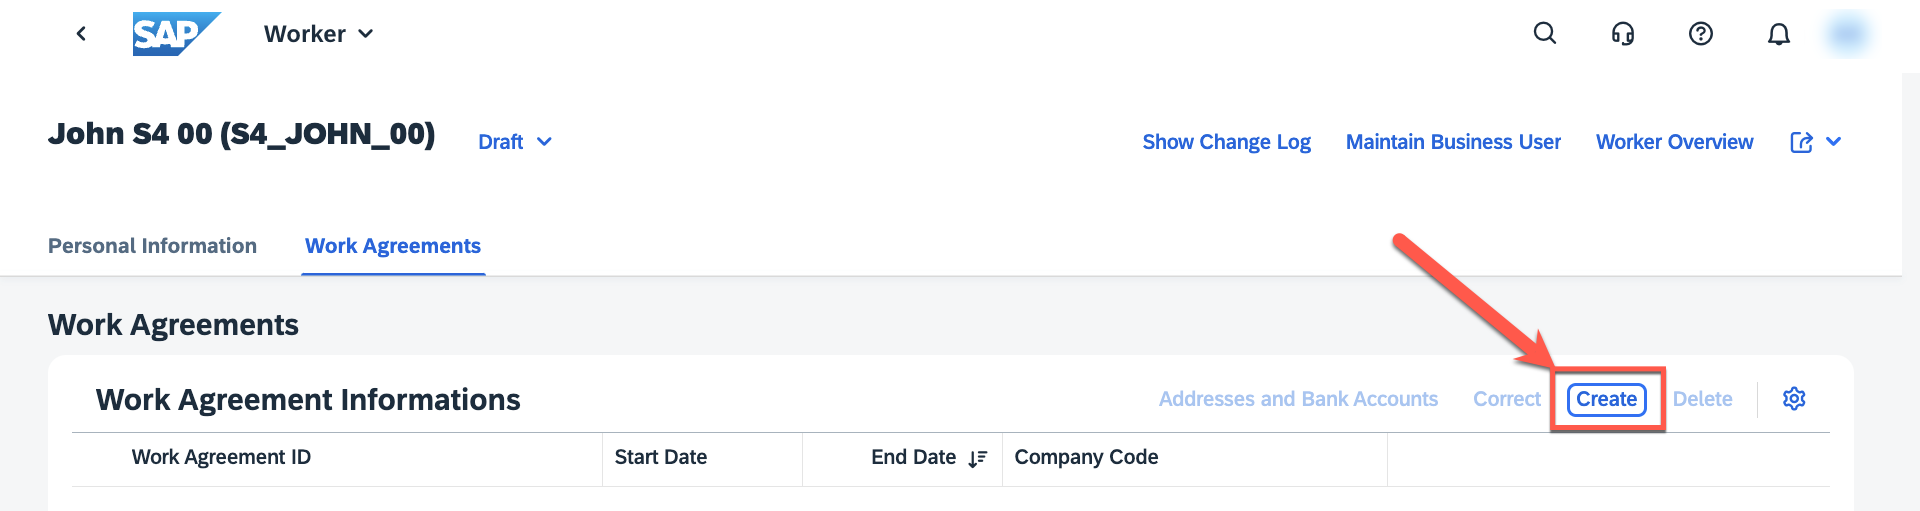 SAP Worker
John S4 00 (S4_JOHN_00) Draft Show Change Log Maintain Business User Worker Overview
Personal Information Work Agreements
Work Agreements
Work Agreement Informations Addresses and Bank Accounts Correct Create Delete
Work Agreement ID Start Date End Date Company Code